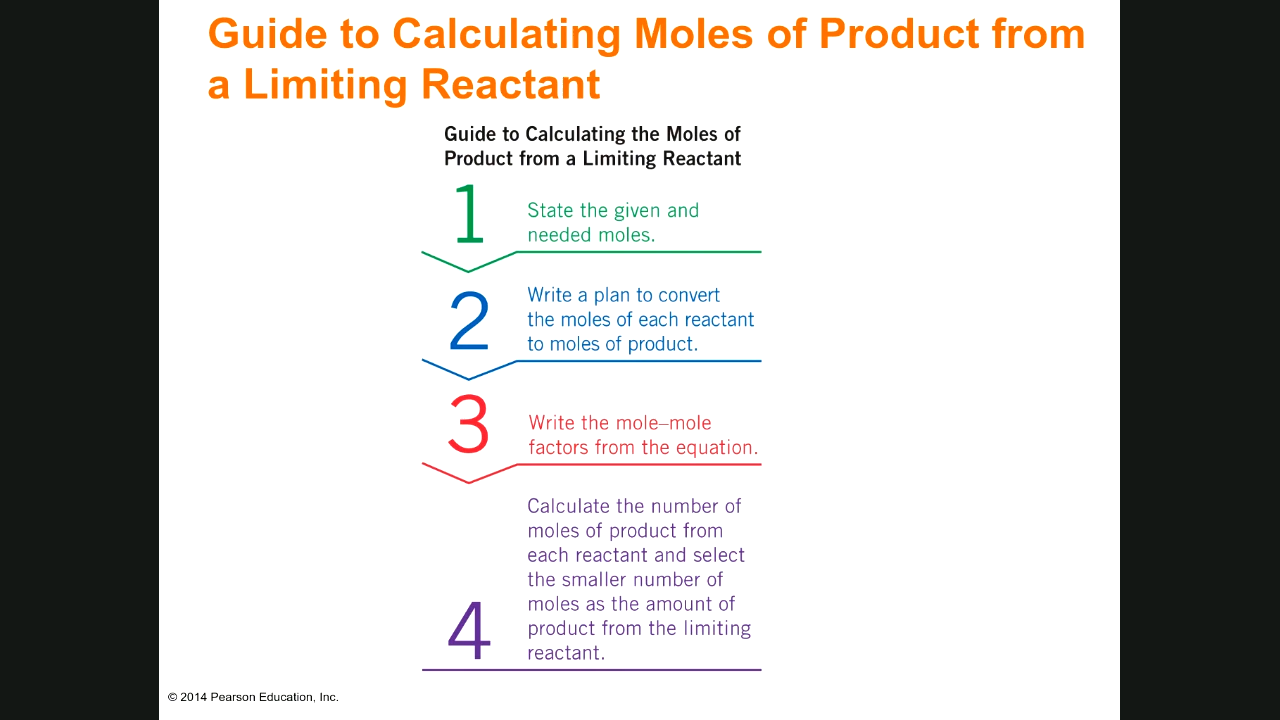 Guide to Calculating Moles of Product from
a Limiting Reactant
Guide to Calculating the Moles of
Product from a Limiting Reactant
1
State the given and
needed moles.
2
Write a plan to convert
the moles of each reactant
to moles of product.
3
Write the mole–mole
factors from the equation.
4
Calculate the number of
moles of product from
each reactant and select
the smaller number of
moles as the amount of
product from the limiting
reactant.
© 2014 Pearson Education, Inc.